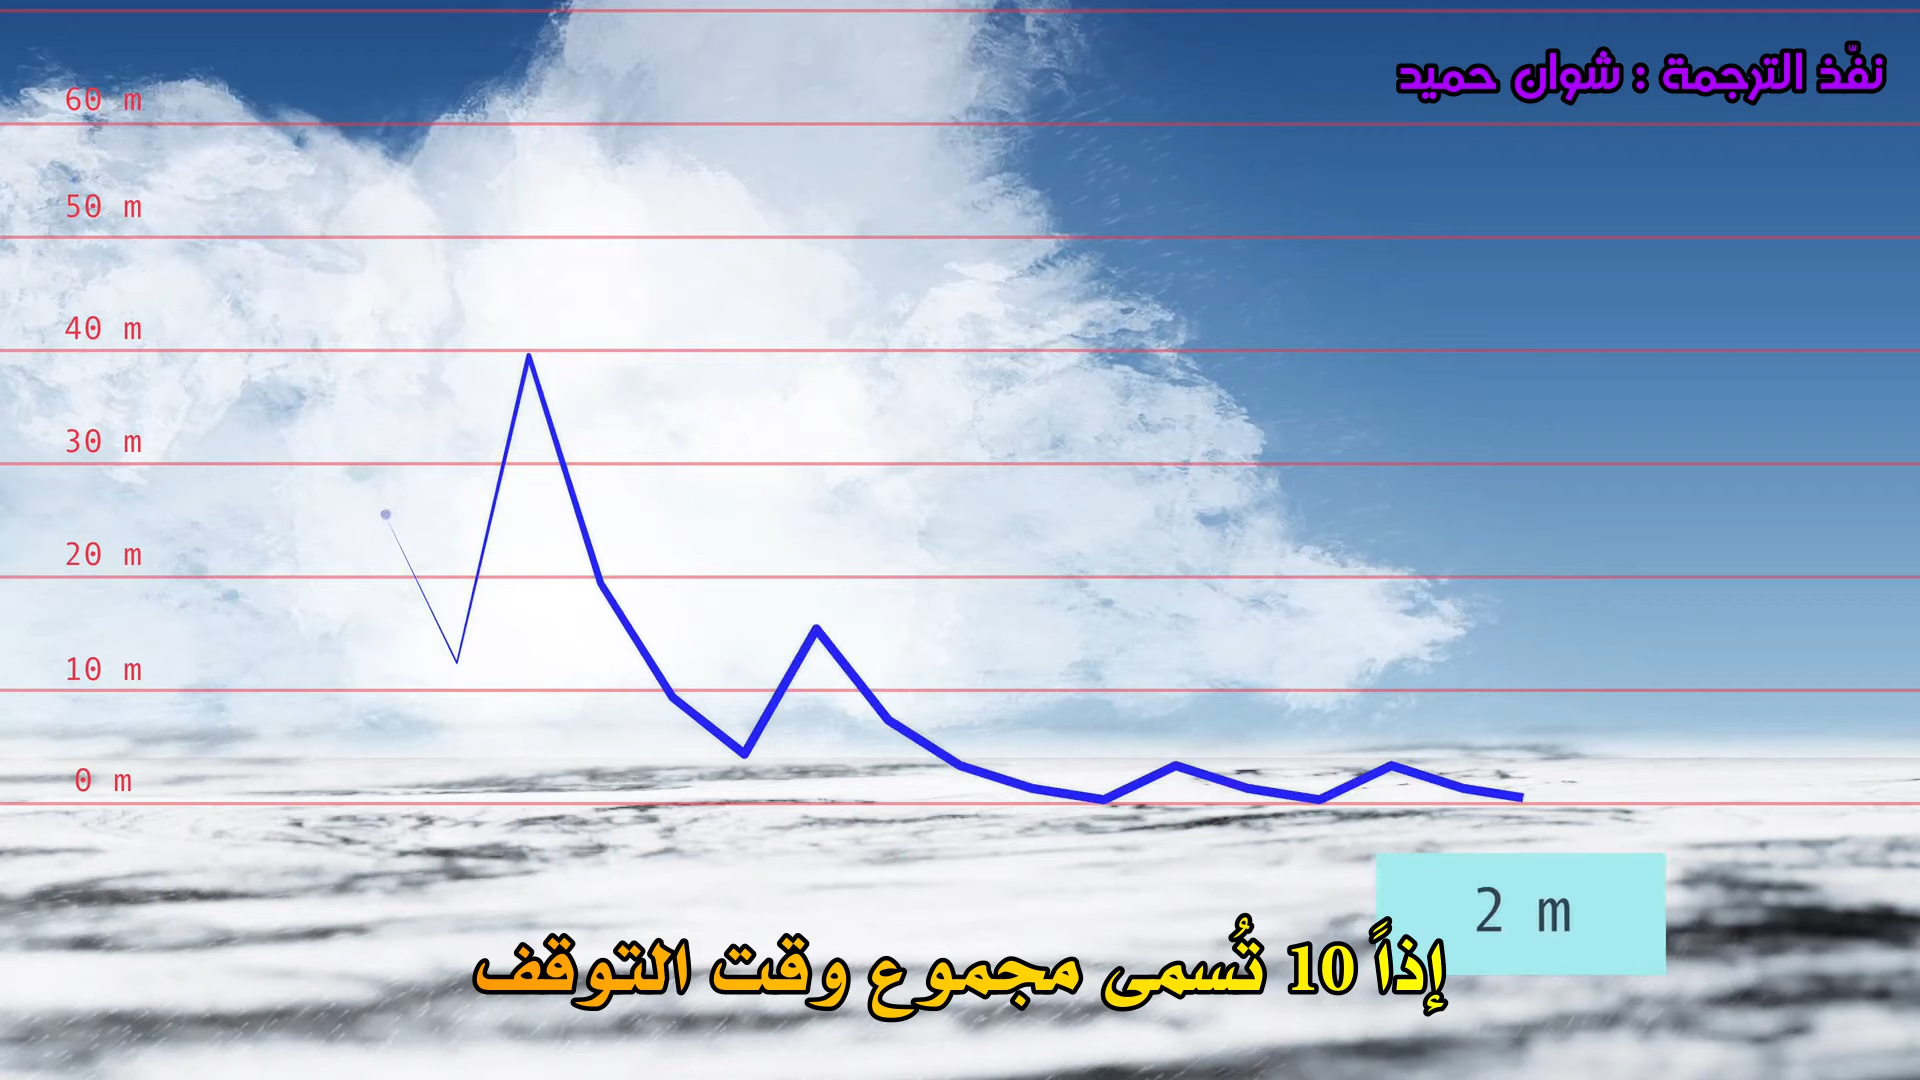 نفّذ الترجمة : شوان حميد
60 m
50 m
40 m
30 m
20 m
10 m
0 m
2 m
إذاً 10 تُسمى مجموع وقت التوقف